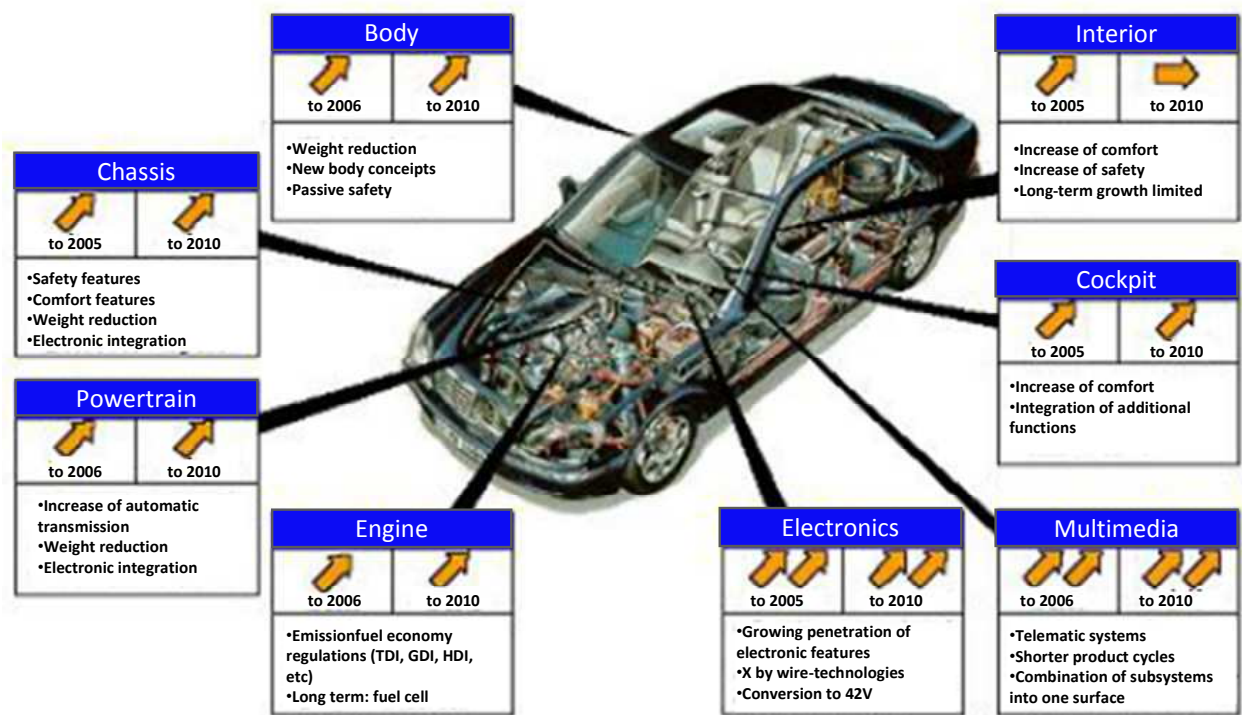 Body
to 2006
to 2010
•Weight reduction
•New body conceipts
•Passive safety
Interior
to 2005
to 2010
•Increase of comfort
•Increase of safety
•Long-term growth limited
Chassis
to 2005
to 2010
•Safety features
•Comfort features
•Weight reduction
•Electronic integration
Cockpit
to 2005
to 2010
•Increase of comfort
•Integration of additional
functions
Powertrain
to 2006
to 2010
•Increase of automatic
transmission
•Weight reduction
•Electronic integration
Engine
to 2006
to 2010
•Emissionfuel economy
regulations (TDI, GDI, HDI,
etc)
•Long term: fuel cell
Electronics
to 2005
to 2010
•Growing penetration of
electronic features
•X by wire-technologies
•Conversion to 42V
Multimedia
to 2006
to 2010
•Telematic systems
•Shorter product cycles
•Combination of subsystems
into one surface